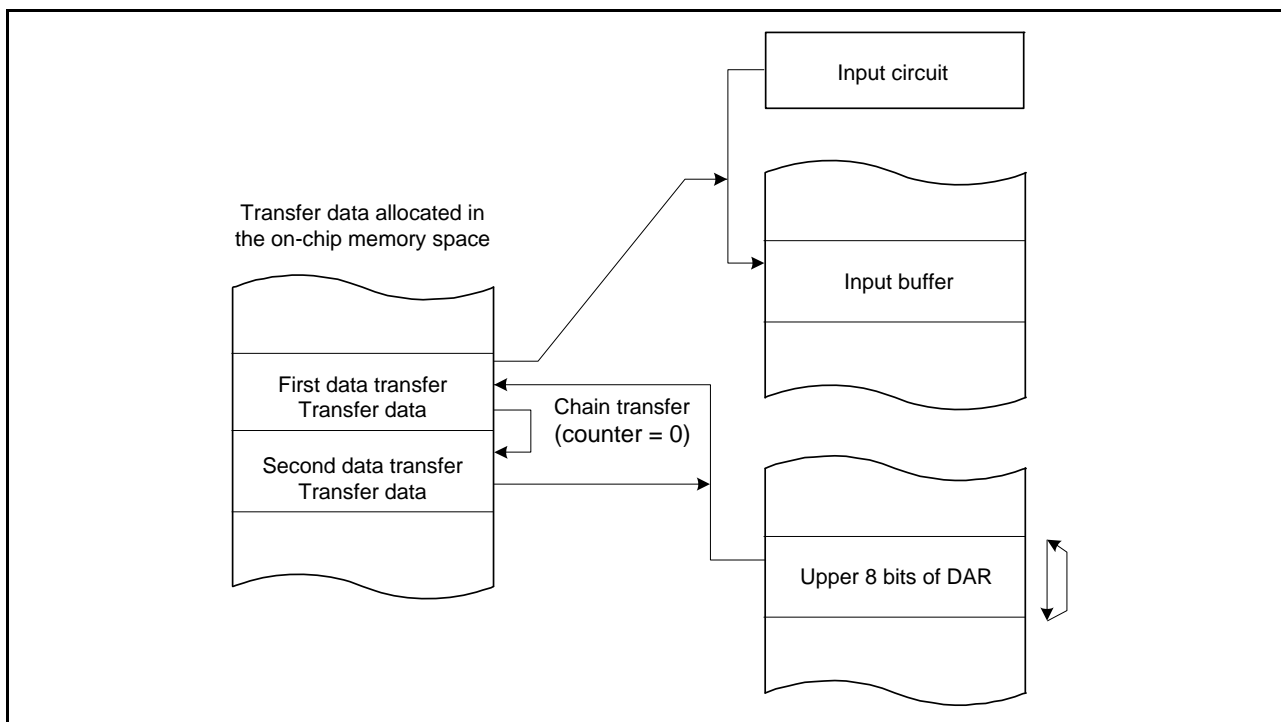 Input circuit
Transfer data allocated in
the on-chip memory space
Input buffer
First data transfer
Transfer data
Chain transfer
(counter = 0)
Second data transfer
Transfer data
Upper 8 bits of DAR